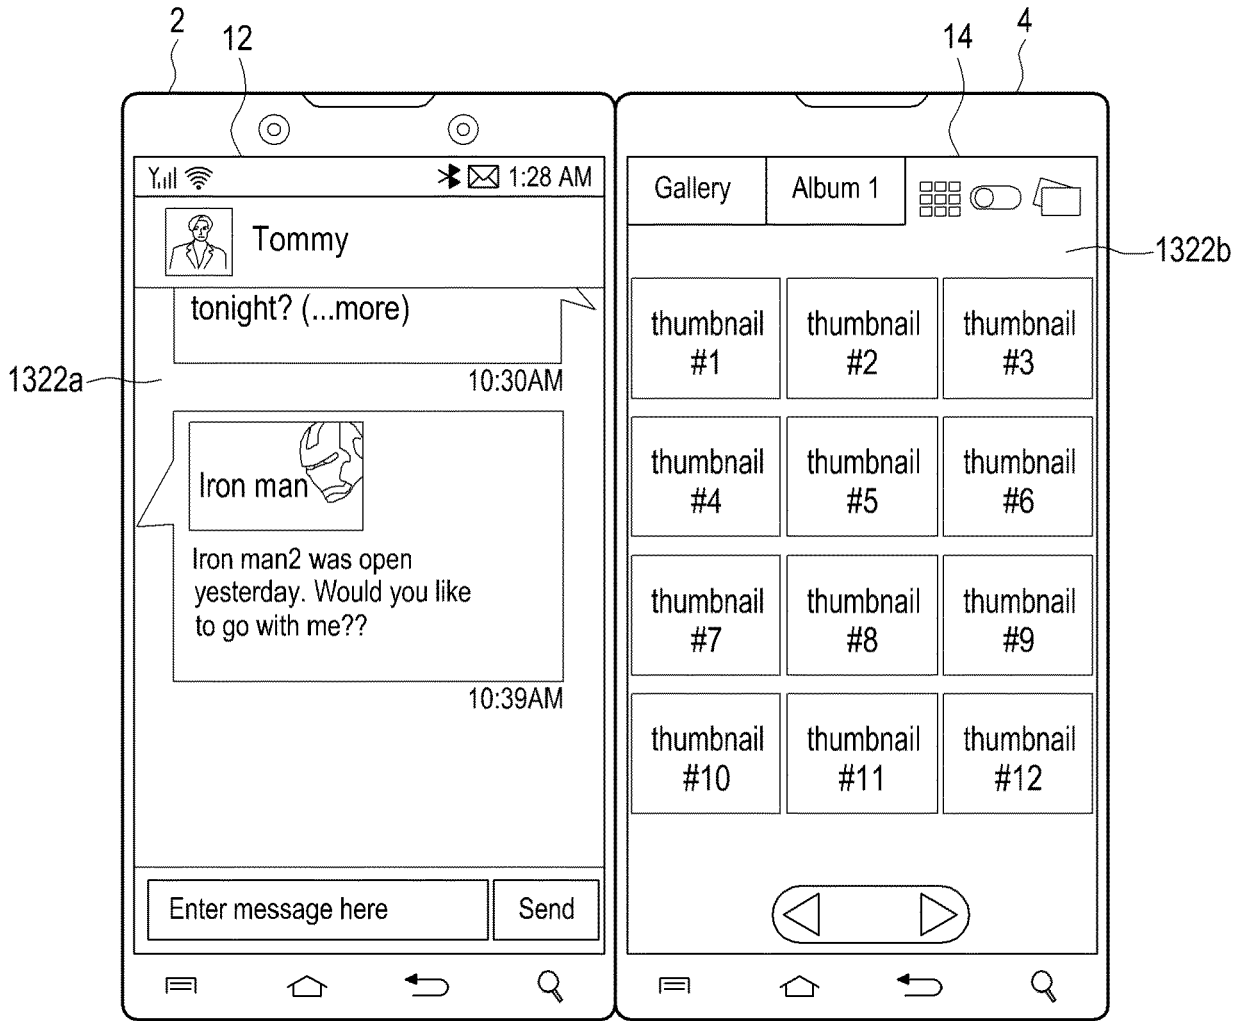 2
12
14
4
1:28 AM
Tommy
tonight? (...more)
10:30AM
1322a
Iron man
Iron man2 was open
yesterday. Would you like
to go with me??
10:39AM
Enter message here
Send
Gallery
Album 1
1322b
thumbnail
#1
thumbnail
#2
thumbnail
#3
thumbnail
#4
thumbnail
#5
thumbnail
#6
thumbnail
#7
thumbnail
#8
thumbnail
#9
thumbnail
#10
thumbnail
#11
thumbnail
#12